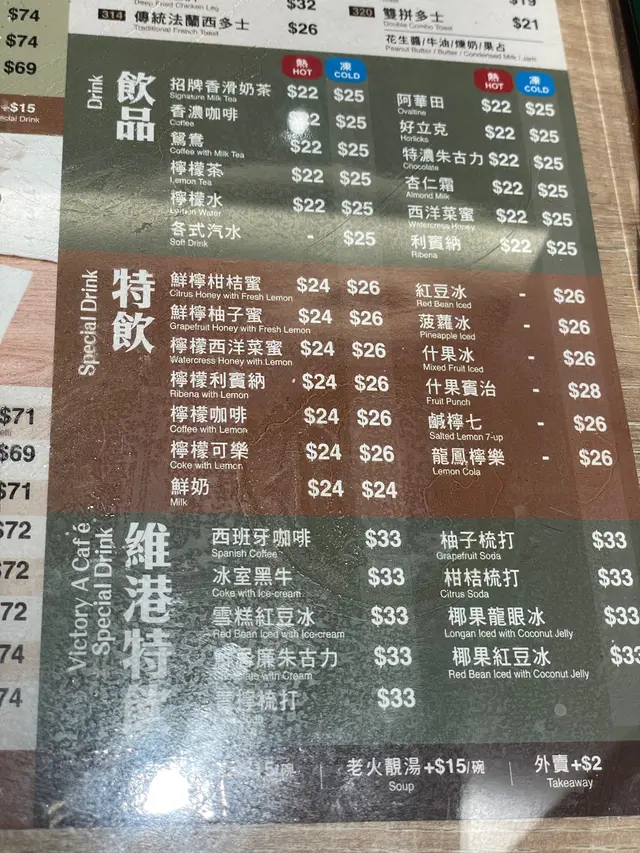 $74
$74
$69
+$15
ecial Drink
Deep Fried Chicken Leg
$32
314 傳統法蘭西多士 $26
Traditional French Toast
$19
320 雙拼多士 $21
Double Combo Toast
花生醬/牛油/煉奶/果占
Peanut Butter / Butter / Condensed Milk / Jam
飲品
Drink
熱 HOT
凍 COLD
招牌香滑奶茶 $22 $25
Signature Milk Tea
香濃咖啡 $22 $25
Coffee
鴛鴦 $22 $25
Coffee with Milk Tea
檸檬茶 $22 $25
Lemon Tea
檸檬水 $22 $25
Lemon Water
各式汽水 - $25
Soft Drink
熱 HOT
凍 COLD
阿華田 $22 $25
Ovaltine
好立克 $22 $25
Horlicks
特濃朱古力 $22 $25
Chocolate
杏仁霜 $22 $25
Almond Milk
西洋菜蜜 $22 $25
Watercress Honey
利賓納 $22 $25
Ribena
特飲
Special Drink
鮮檸柑桔蜜 $24 $26
Citrus Honey with Fresh Lemon
鮮檸柚子蜜 $24 $26
Grapefruit Honey with Fresh Lemon
檸檬西洋菜蜜 $24 $26
Watercress Honey with Lemon
檸檬利賓納 $24 $26
Ribena with Lemon
檸檬咖啡 $24 $26
Coffee with Lemon
檸檬可樂 $24 $26
Coke with Lemon
鮮奶 $24 $24
Milk
紅豆冰 - $26
Red Bean Iced
菠蘿冰 - $26
Pineapple Iced
什果冰 - $26
Mixed Fruit Iced
什果賓治 - $28
Fruit Punch
鹹檸七 - $26
Salted Lemon 7-up
龍鳳檸樂 - $26
Lemon Cola
$71
$69
$71
$72
$72
$72
$74
$74
維港特飲
Victory A Café
Special Drink
西班牙咖啡 $33
Spanish Coffee
冰室黑牛 $33
Coke with Ice-cream
雪糕紅豆冰 $33
Red Bean Iced with Ice-cream
廉朱古力 $33
with Cream
梳打 $33
柚子梳打 $33
Grapefruit Soda
柑桔梳打 $33
Citrus Soda
椰果龍眼冰 $33
Longan Iced with Coconut Jelly
椰果紅豆冰 $33
Red Bean Iced with Coconut Jelly
老火靚湯+$15/碗
Soup
外賣+$2
Takeaway